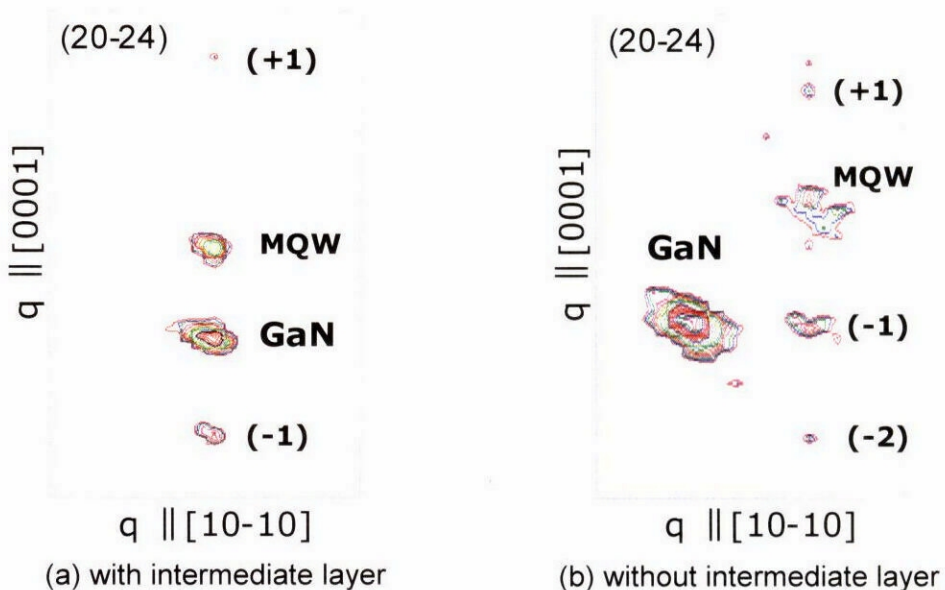 (20-24)
(+1)
MQW
GaN
(-1)
q || [0001]
q || [10-10]
(a) with intermediate layer
(20-24)
(+1)
MQW
GaN
(-1)
(-2)
q || [0001]
q || [10-10]
(b) without intermediate layer